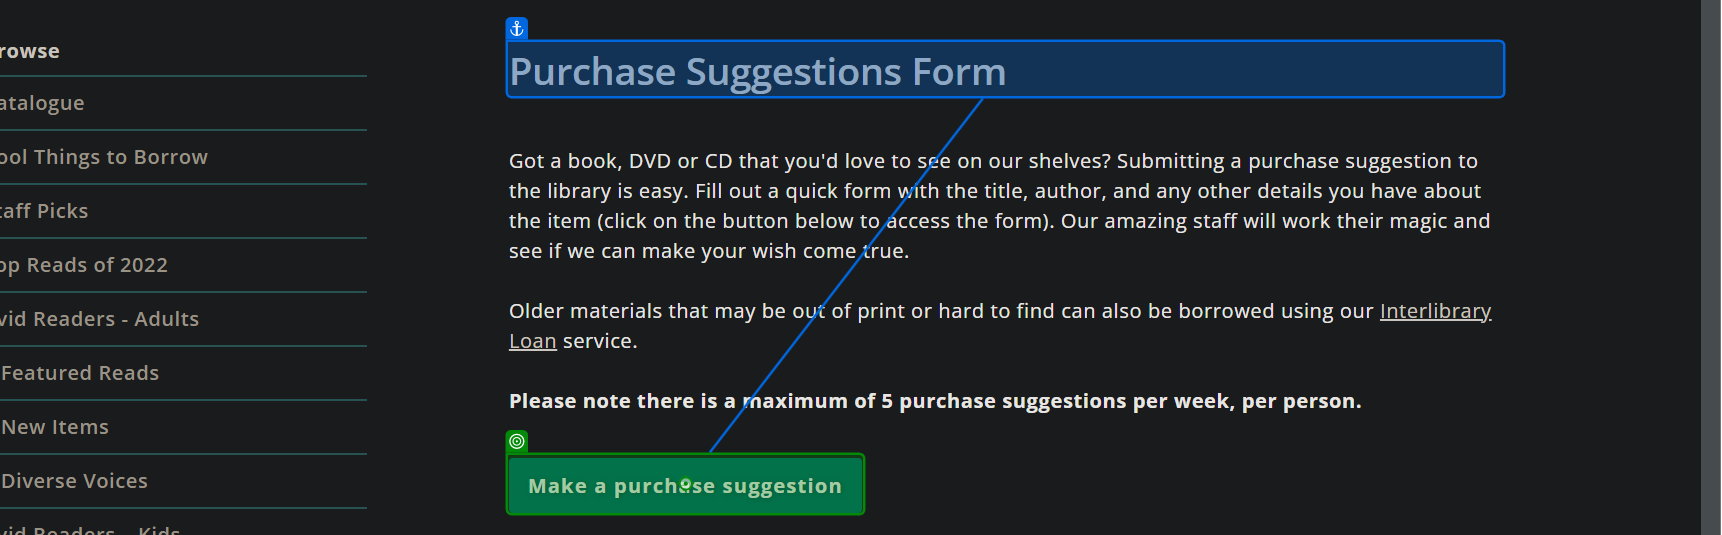 rowse
atalogue
ool Things to Borrow
taff Picks
op Reads of 2022
vid Readers - Adults
Featured Reads
New Items
Diverse Voices
vid Readers - Kids
Purchase Suggestions Form
Got a book, DVD or CD that you'd love to see on our shelves? Submitting a purchase suggestion to
the library is easy. Fill out a quick form with the title, author, and any other details you have about
the item (click on the button below to access the form). Our amazing staff will work their magic and
see if we can make your wish come true.
Older materials that may be out of print or hard to find can also be borrowed using our Interlibrary
Loan service.
Please note there is a maximum of 5 purchase suggestions per week, per person.
Make a purchase suggestion